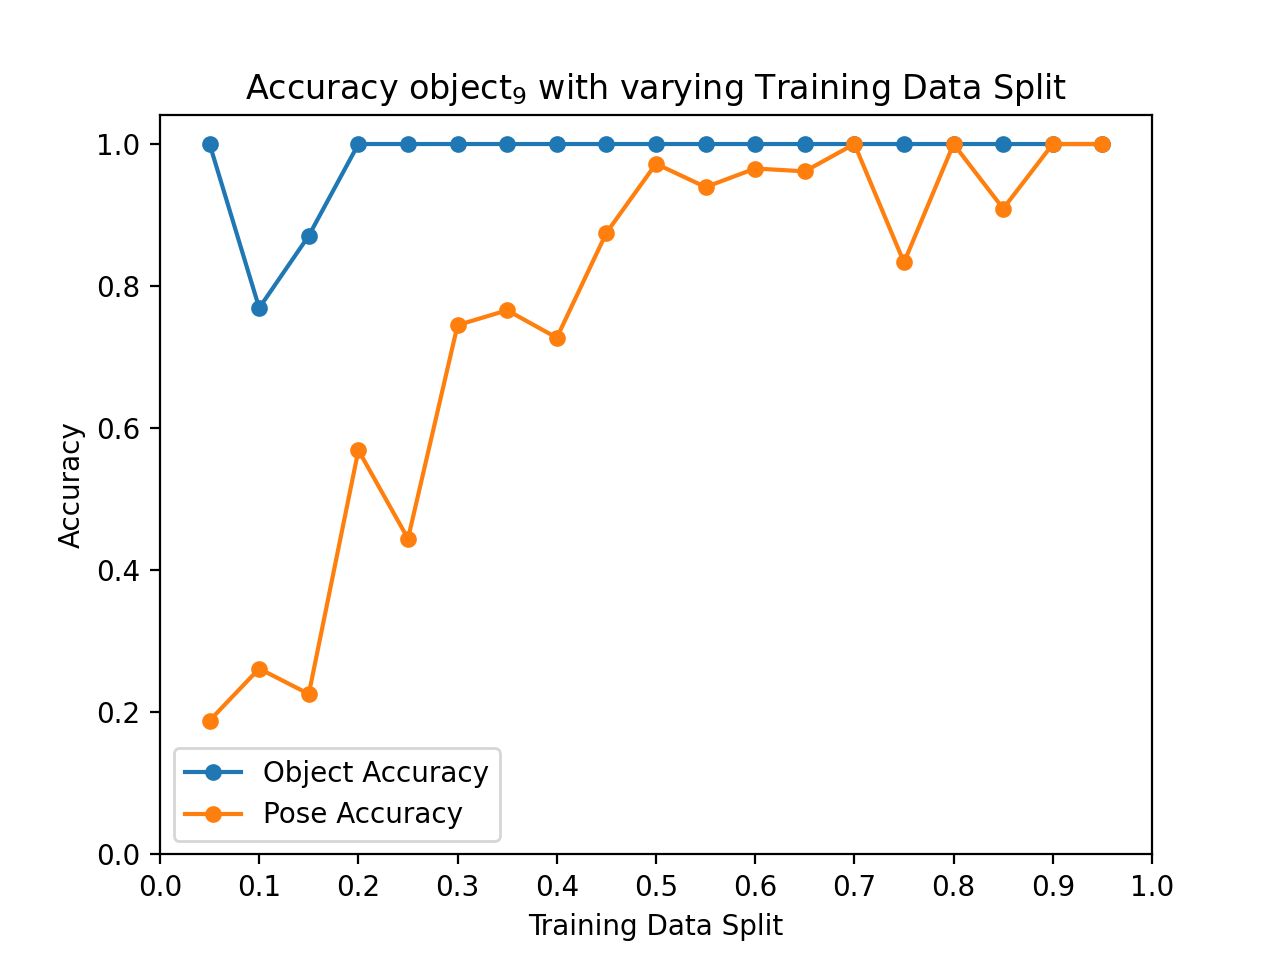 Accuracy object₉ with varying Training Data Split
1.0
0.8
0.6
0.4
0.2
0.0
Accuracy
Object Accuracy
Pose Accuracy
0.0 0.1 0.2 0.3 0.4 0.5 0.6 0.7 0.8 0.9 1.0
Training Data Split